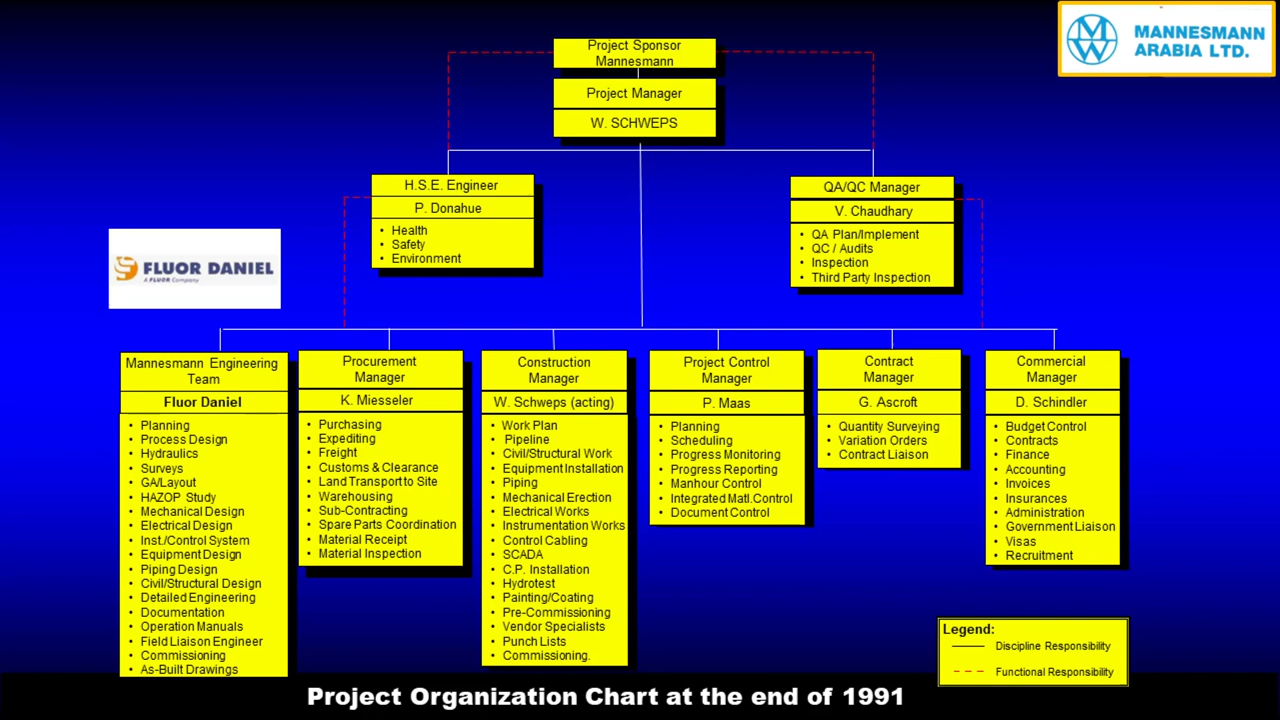 MANNESMANN
ARABIA LTD.
Project Sponsor
Mannesmann
Project Manager
W. SCHWEPS
H.S.E. Engineer
P. Donahue
• Health
• Safety
• Environment
QA/QC Manager
V. Chaudhary
• QA Plan/Implement
• QC / Audits
• Inspection
• Third Party Inspection
FLUOR DANIEL
A FLUOR Company
Mannesmann Engineering
Team
Fluor Daniel
• Planning
• Process Design
• Hydraulics
• Surveys
• GA/Layout
• HAZOP Study
• Mechanical Design
• Electrical Design
• Inst./Control System
• Equipment Design
• Piping Design
• Civil/Structural Design
• Detailed Engineering
• Documentation
• Operation Manuals
• Field Liaison Engineer
• Commissioning
• As-Built Drawings
Procurement
Manager
K. Miesseler
• Purchasing
• Expediting
• Freight
• Customs & Clearance
• Land Transport to Site
• Warehousing
• Sub-Contracting
• Spare Parts Coordination
• Material Receipt
• Material Inspection
Construction
Manager
W. Schweps (acting)
• Work Plan
• Pipeline
• Civil/Structural Work
• Equipment Installation
• Piping
• Mechanical Erection
• Electrical Works
• Instrumentation Works
• Control Cabling
• SCADA
• C.P. Installation
• Hydrotest
• Painting/Coating
• Pre-Commissioning
• Vendor Specialists
• Punch Lists
• Commissioning.
Project Control
Manager
P. Maas
• Planning
• Scheduling
• Progress Monitoring
• Progress Reporting
• Manhour Control
• Integrated Matl.Control
• Document Control
Contract
Manager
G. Ascroft
• Quantity Surveying
• Variation Orders
• Contract Liaison
Commercial
Manager
D. Schindler
• Budget Control
• Contracts
• Finance
• Accounting
• Invoices
• Insurances
• Administration
• Government Liaison
• Visas
• Recruitment
Legend:
Discipline Responsibility
Functional Responsibility
Project Organization Chart at the end of 1991